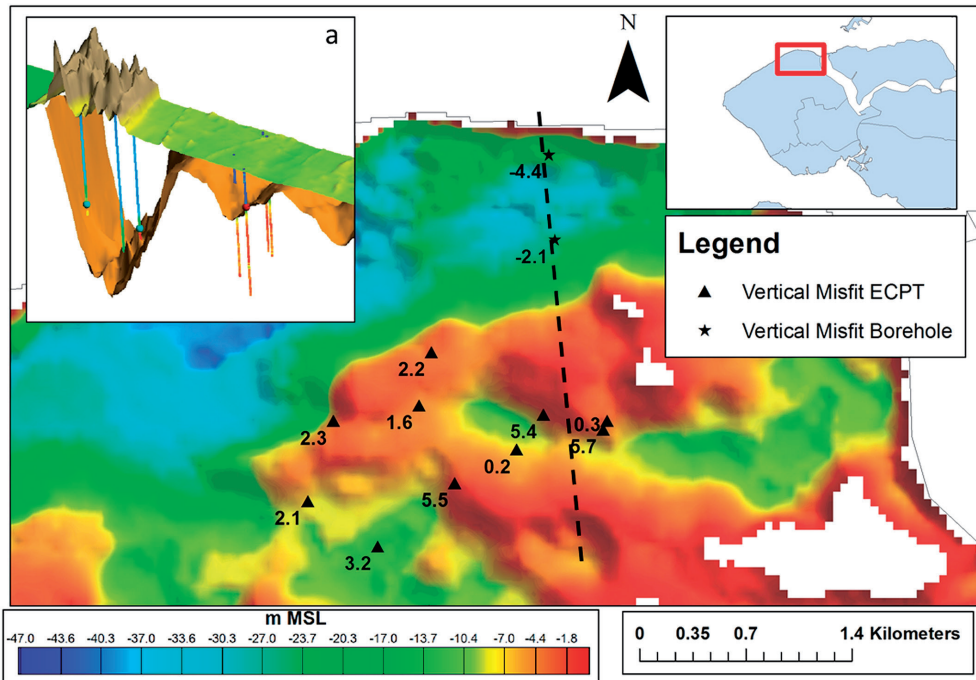 a
N
-4.4
-2.1
Legend
Vertical Misfit ECPT
Vertical Misfit Borehole
2.2
1.6
2.3
5.4
0.3
5.7
0.2
5.5
2.1
3.2
m MSL
-47.0 -43.6 -40.3 -37.0 -33.6 -30.3 -27.0 -23.7 -20.3 -17.0 -13.7 -10.4 -7.0 -4.4 -1.8
0 0.35 0.7 1.4 Kilometers